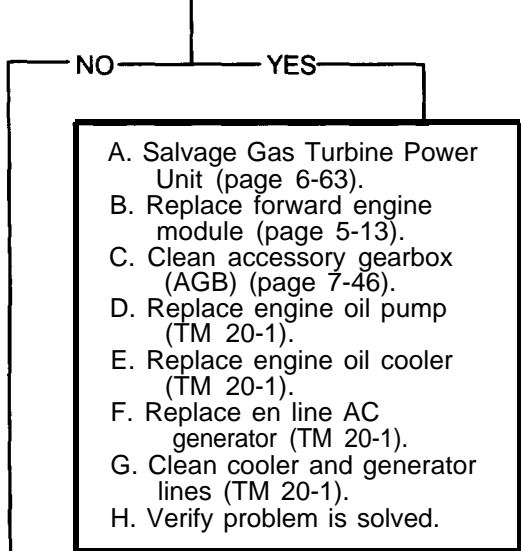 NO YES
A. Salvage Gas Turbine Power
Unit (page 6-63).
B. Replace forward engine
module (page 5-13).
C. Clean accessory gearbox
(AGB) (page 7-46).
D. Replace engine oil pump
(TM 20-1).
E. Replace engine oil cooler
(TM 20-1).
F. Replace en line AC
generator (TM 20-1).
G. Clean cooler and generator
lines (TM 20-1).
H. Verify problem is solved.